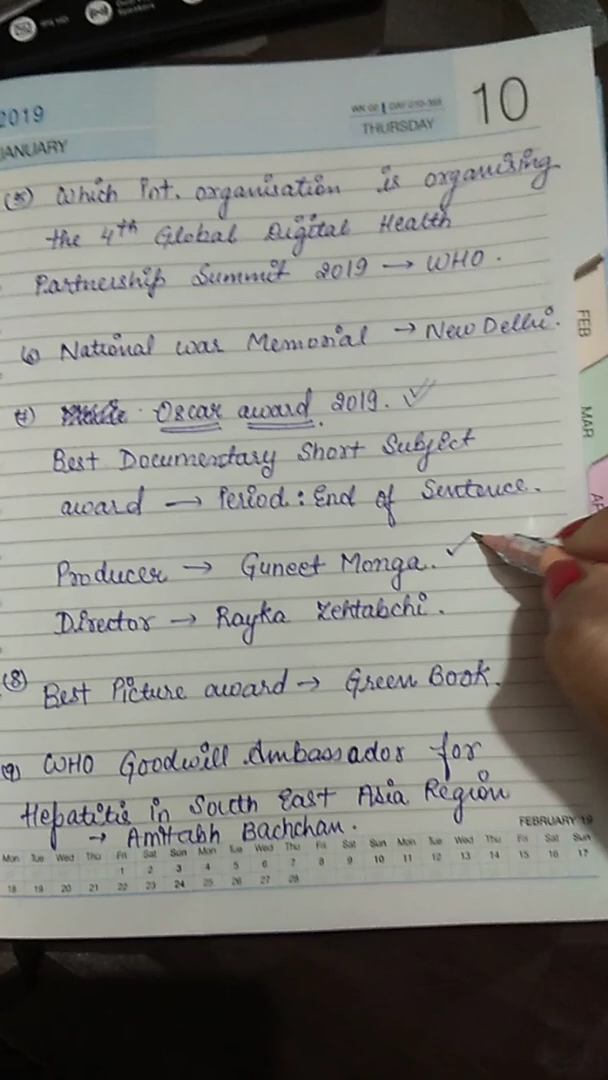 2019
JANUARY
WK 02 | DAY 010-355
THURSDAY
10
(5) Which Int. organisation is organising
the 4th Global Digital Health
Partnership Summit 2019 → WHO.
(6) National war Memorial → New Delhi.
(7) Oscar award. 2019.
Best Documentary Short Subject
award → Period: End of Sentence.
Producer → Guneet Monga.
Director → Rayka Zehtabchi.
(8)
Best Picture award → Green Book.
(9) WHO Goodwill Ambassador for
Hepatitis in South East Asia Region
→ Amitabh Bachchan.
FEBRUARY 19
Mon Tue Wed Thu Fri Sat Sun Mon Tue Wed Thu Fri Sat Sun Mon Tue Wed Thu Fri Sat Sun
1 2 3 4 5 6 7 8 9 10 11 12 13 14 15 16 17
18 19 20 21 22 23 24 25 26 27 28
FEB
MAR